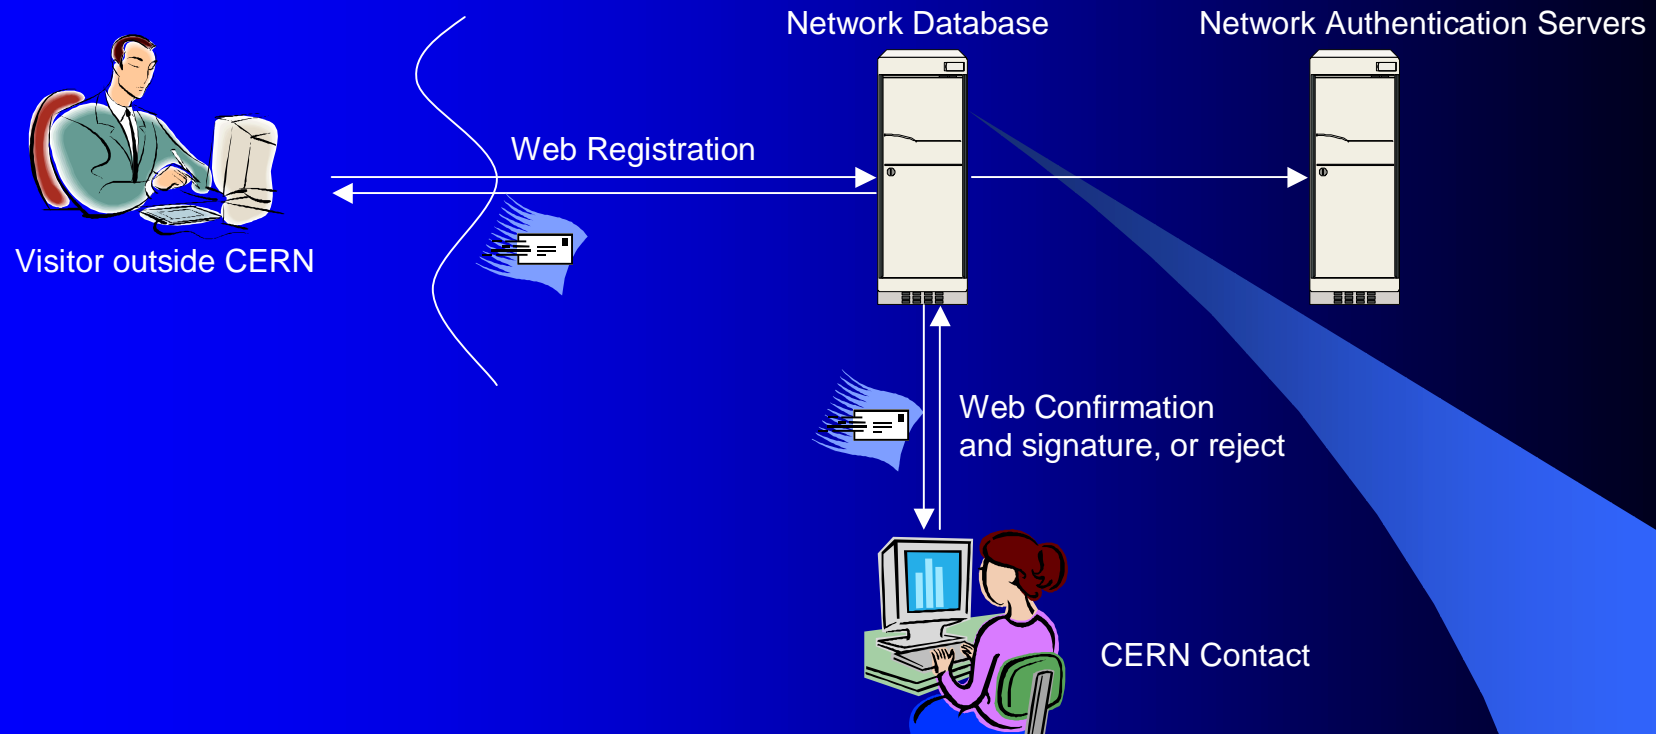 Network Database
Network Authentication Servers
Web Registration
Visitor outside CERN
Web Confirmation
and signature, or reject
CERN Contact